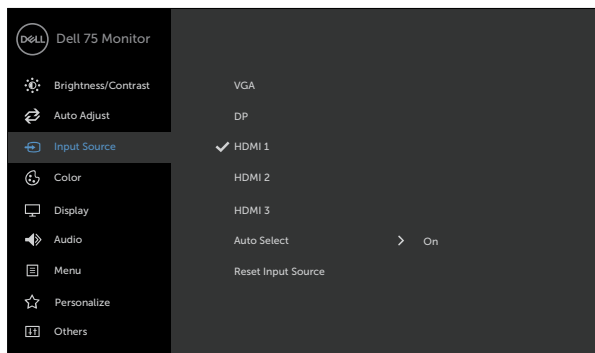 DELL Dell 75 Monitor
Brightness/Contrast VGA
Auto Adjust DP
Input Source HDMI 1
Color HDMI 2
Display HDMI 3
Audio Auto Select On
Menu Reset Input Source
Personalize
Others